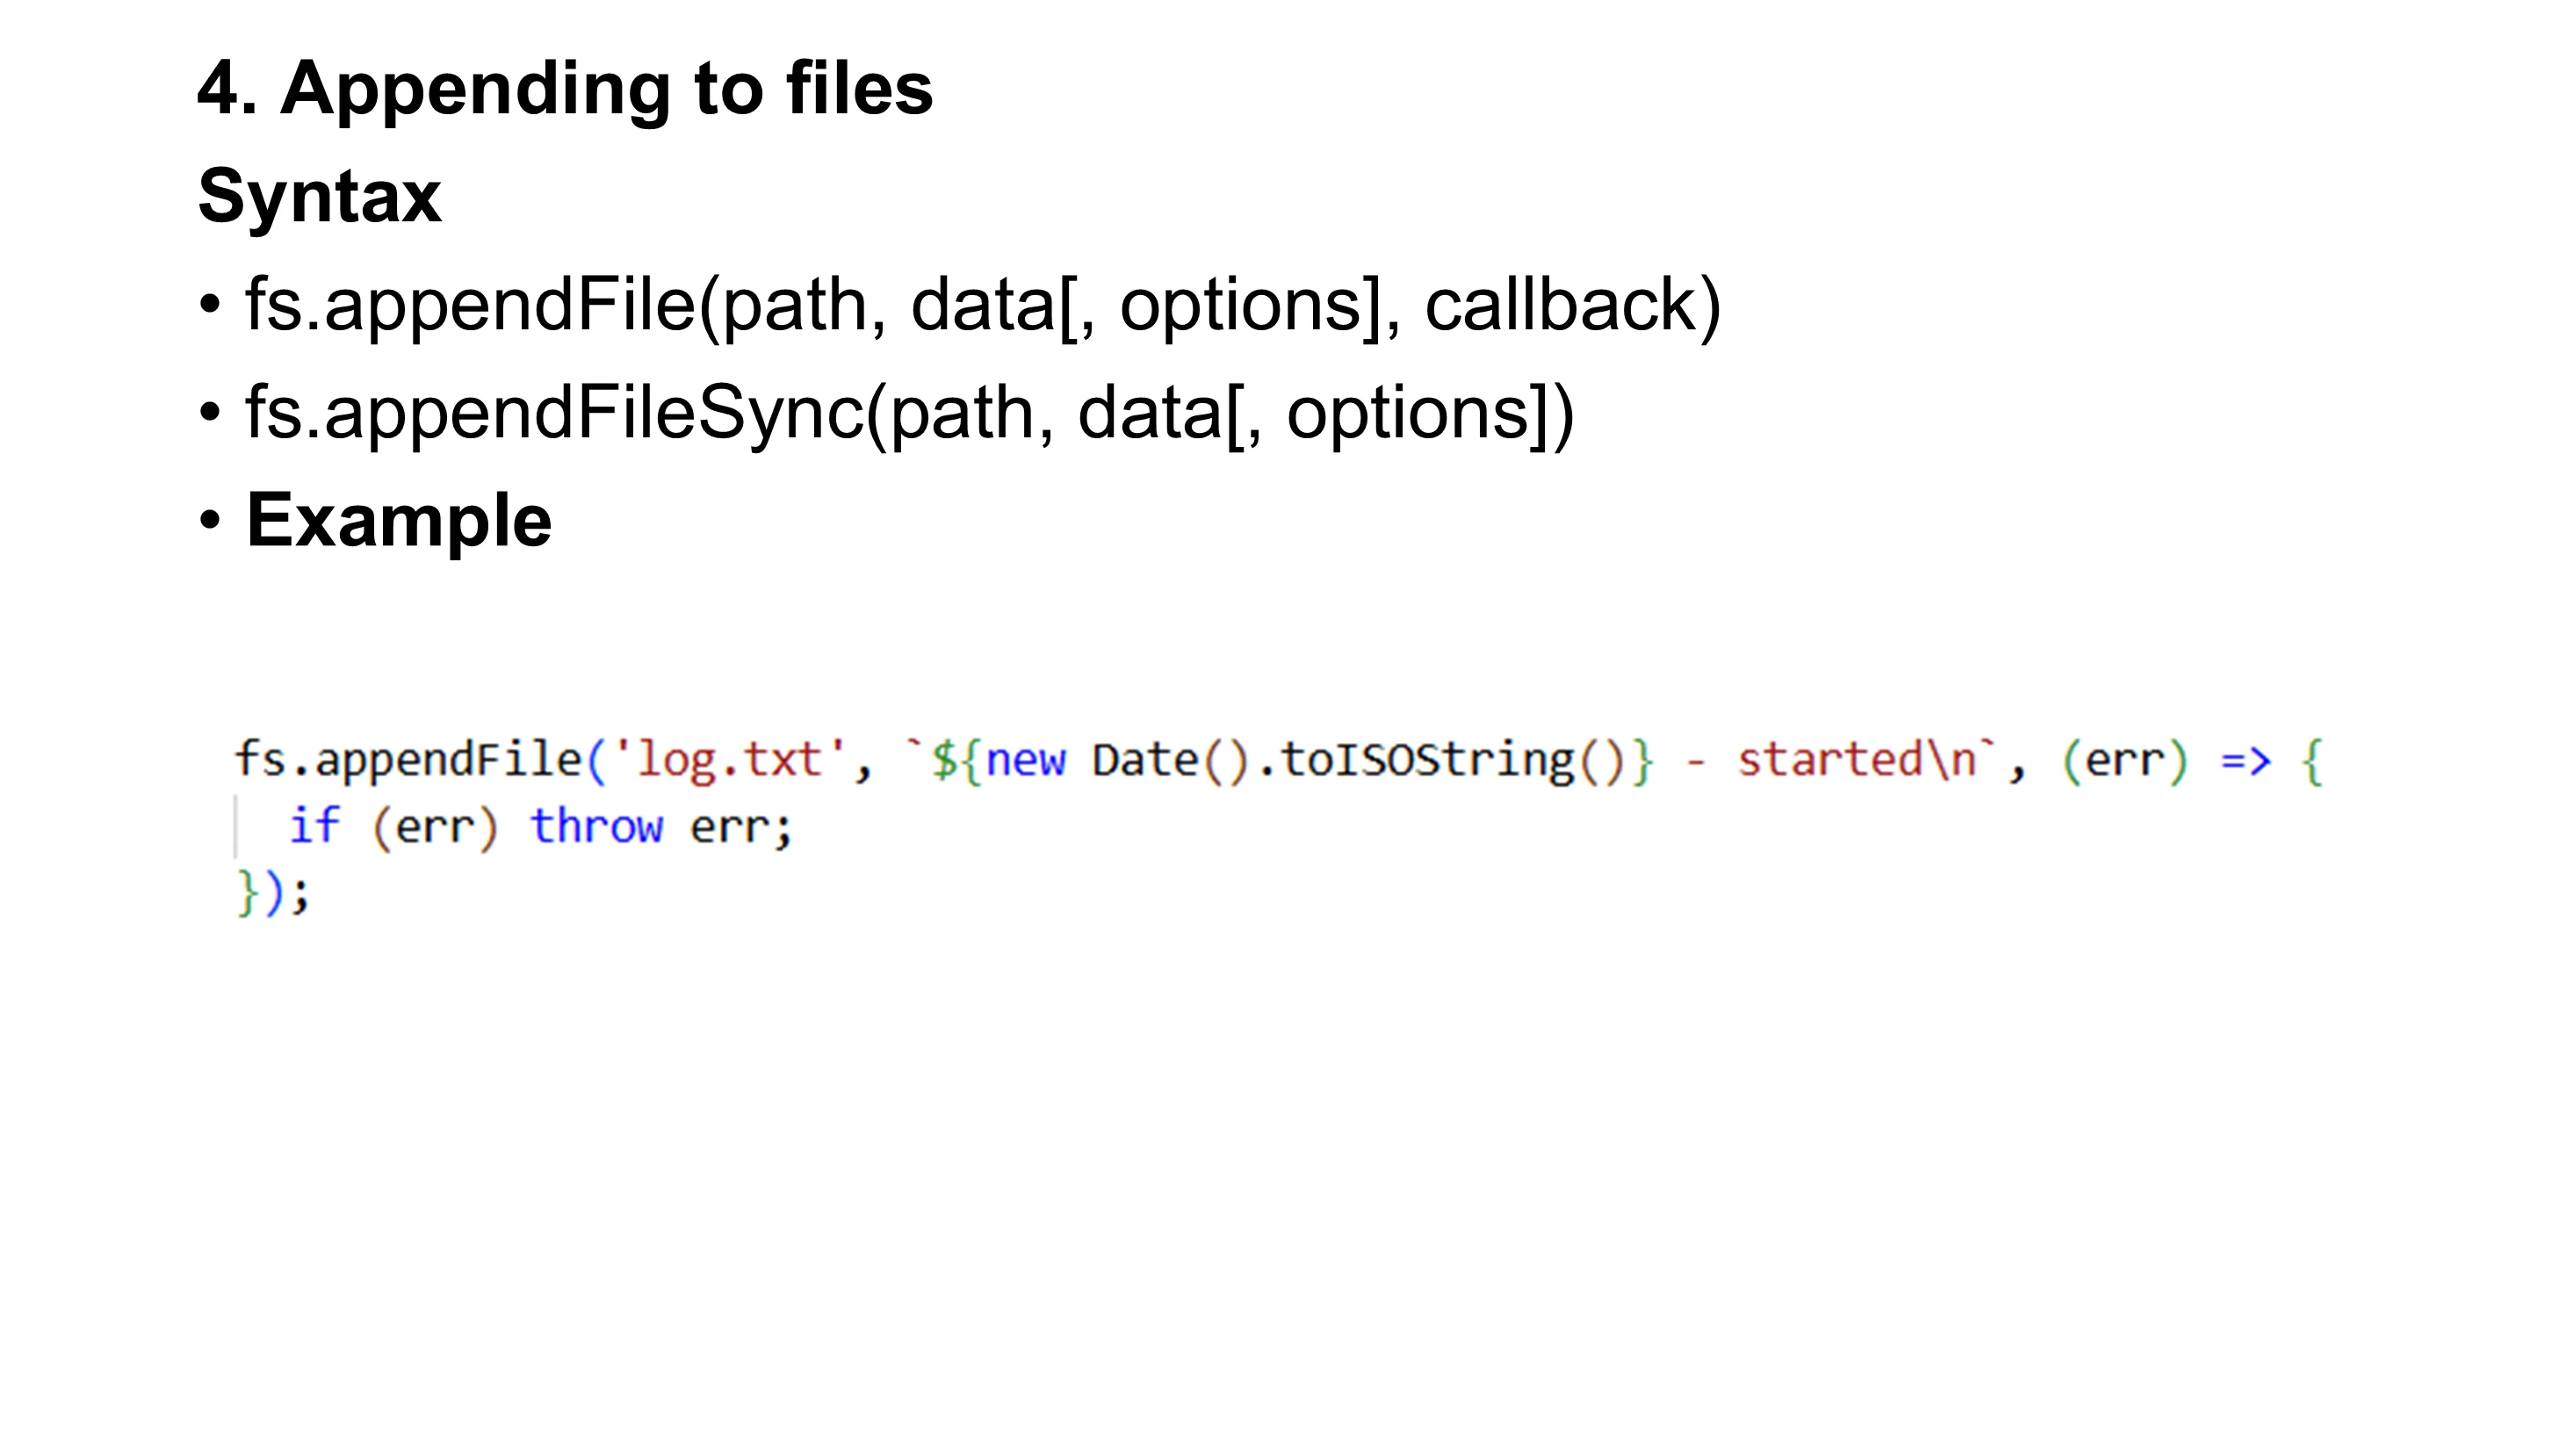 4. Appending to files
Syntax
• fs.appendFile(path, data[, options], callback)
• fs.appendFileSync(path, data[, options])
• Example
fs.appendFile('log.txt', `${new Date().toISOString()} - started\n`, (err) => {
  if (err) throw err;
});